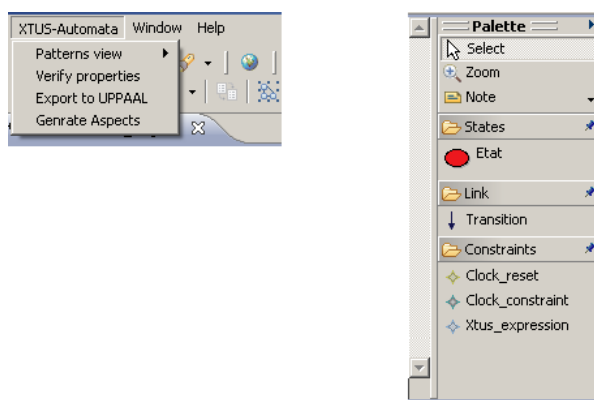 XTUS-Automata Window Help
Patterns view
Verify properties
Export to UPPAAL
Genrate Aspects
Palette
Select
Zoom
Note
States
Etat
Link
Transition
Constraints
Clock_reset
Clock_constraint
Xtus_expression